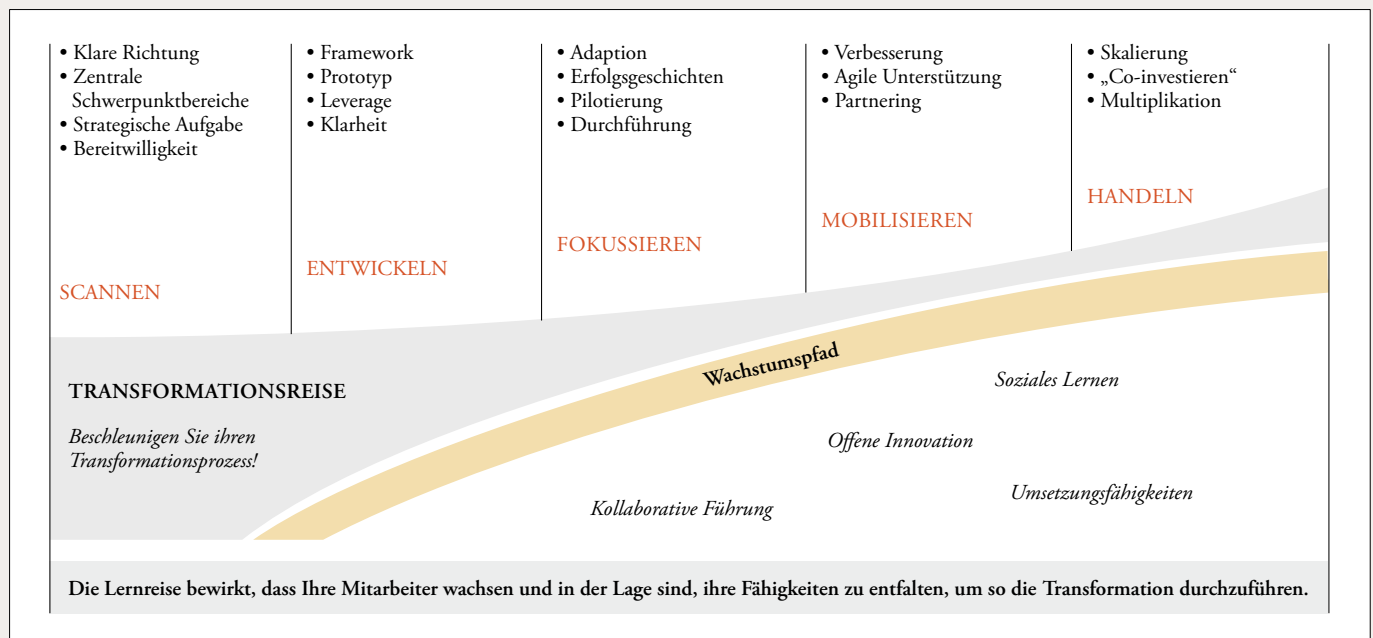 • Klare Richtung
• Zentrale
Schwerpunktbereiche
• Strategische Aufgabe
• Bereitwilligkeit
SCANNEN
• Framework
• Prototyp
• Leverage
• Klarheit
ENTWICKELN
• Adaption
• Erfolgsgeschichten
• Pilotierung
• Durchführung
FOKUSSIEREN
• Verbesserung
• Agile Unterstützung
• Partnering
MOBILISIEREN
• Skalierung
• „Co-investieren“
• Multiplikation
HANDELN
TRANSFORMATIONSREISE
Beschleunigen Sie ihren
Transformationsprozess!
Wachstumspfad
Soziales Lernen
Offene Innovation
Umsetzungsfähigkeiten
Kollaborative Führung
Die Lernreise bewirkt, dass Ihre Mitarbeiter wachsen und in der Lage sind, ihre Fähigkeiten zu entfalten, um so die Transformation durchzuführen.